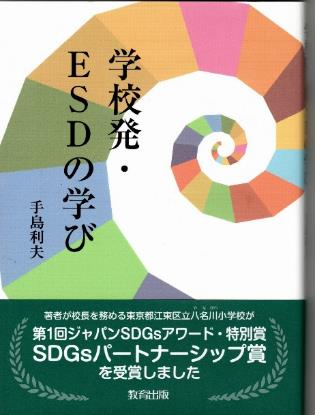 学校発・
ESDの学び
手島利夫
著者が校長を務める東京都江東区立八名川小学校が
第1回ジャパンSDGsアワード・特別賞
SDGsパートナーシップ賞
を受賞しました
教育出版